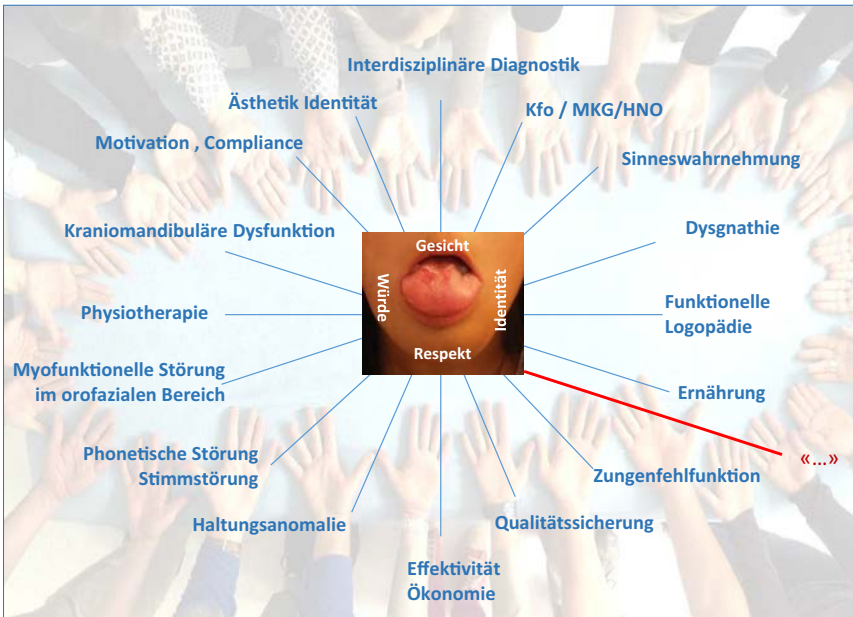 Interdisziplinäre Diagnostik
Ästhetik Identität
Kfo / MKG/HNO
Motivation , Compliance
Sinneswahrnehmung
Kraniomandibuläre Dysfunktion
Dysgnathie
Gesicht
Würde
Identität
Respekt
Physiotherapie
Funktionelle
Logopädie
Myofunktionelle Störung
im orofazialen Bereich
Ernährung
Phonetische Störung
Stimmstörung
«...»
Zungenfehlfunktion
Haltungsanomalie
Qualitätssicherung
Effektivität
Ökonomie